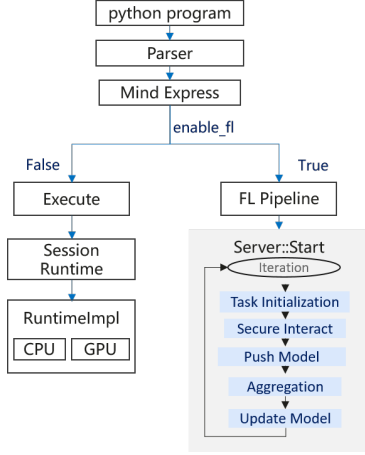 python program
Parser
Mind Express
enable_fl
False
True
Execute
FL Pipeline
Session
Runtime
RuntimeImpl
CPU
GPU
Server::Start
Iteration
Task Initialization
Secure Interact
Push Model
Aggregation
Update Model